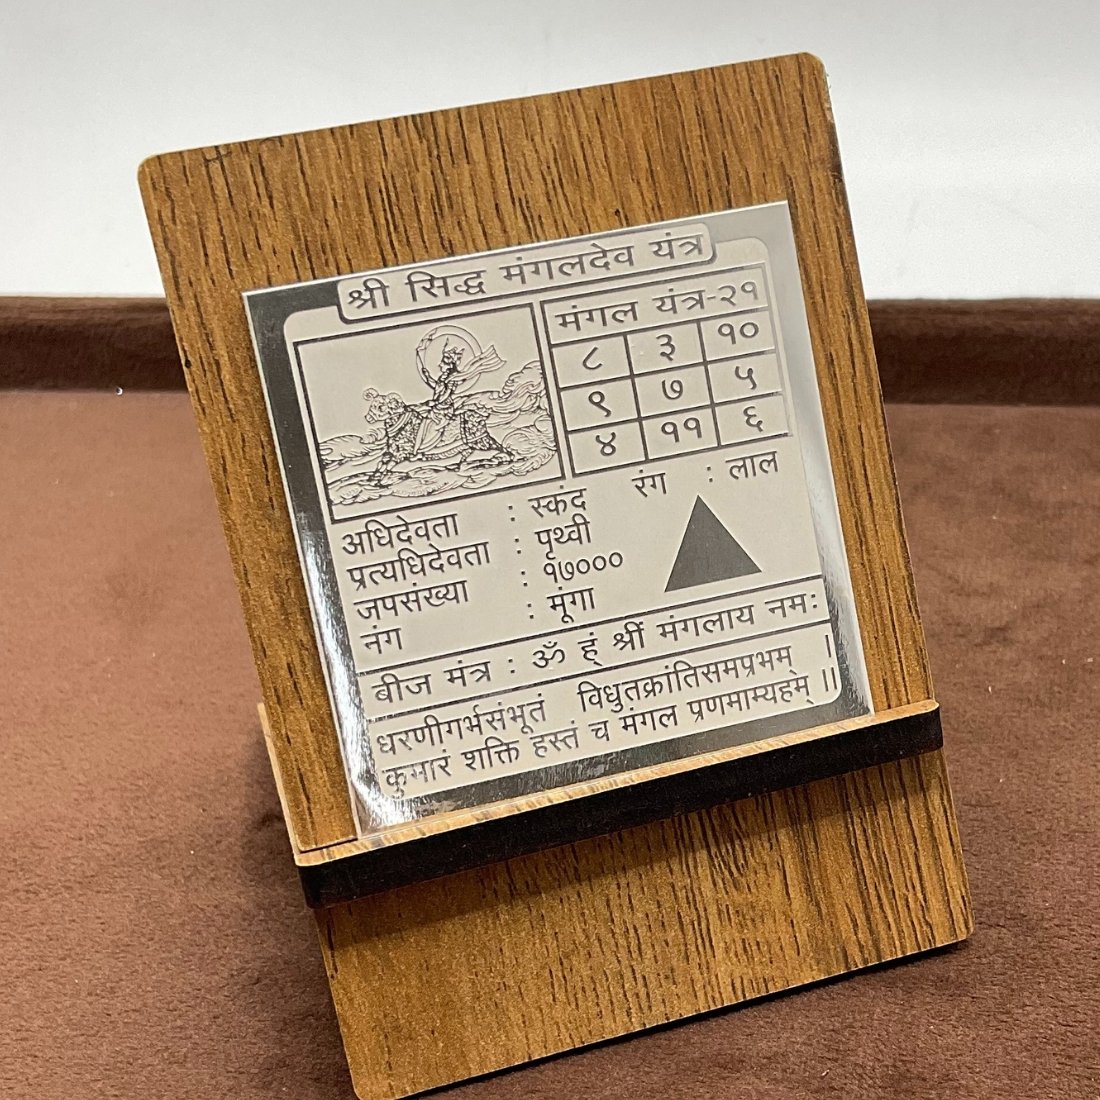 श्री सिद्ध मंगलदेव यंत्र
मंगल यंत्र-२१
८ ३ १०
९ ७ ५
४ ११ ६
अधिदेवता : स्कंद
रंग : लाल
प्रत्यधिदेवता : पृथ्वी
जपसंख्या : १७०००
नंग : मूंगा
बीज मंत्र : ॐ हं् श्रीं मंगलाय नमः
धरणीगर्भसंभूतं विधुतक्रांतिसमप्रभम् ।
कुमारं शक्ति हस्तं च मंगल प्रणमाम्यहम् ।।